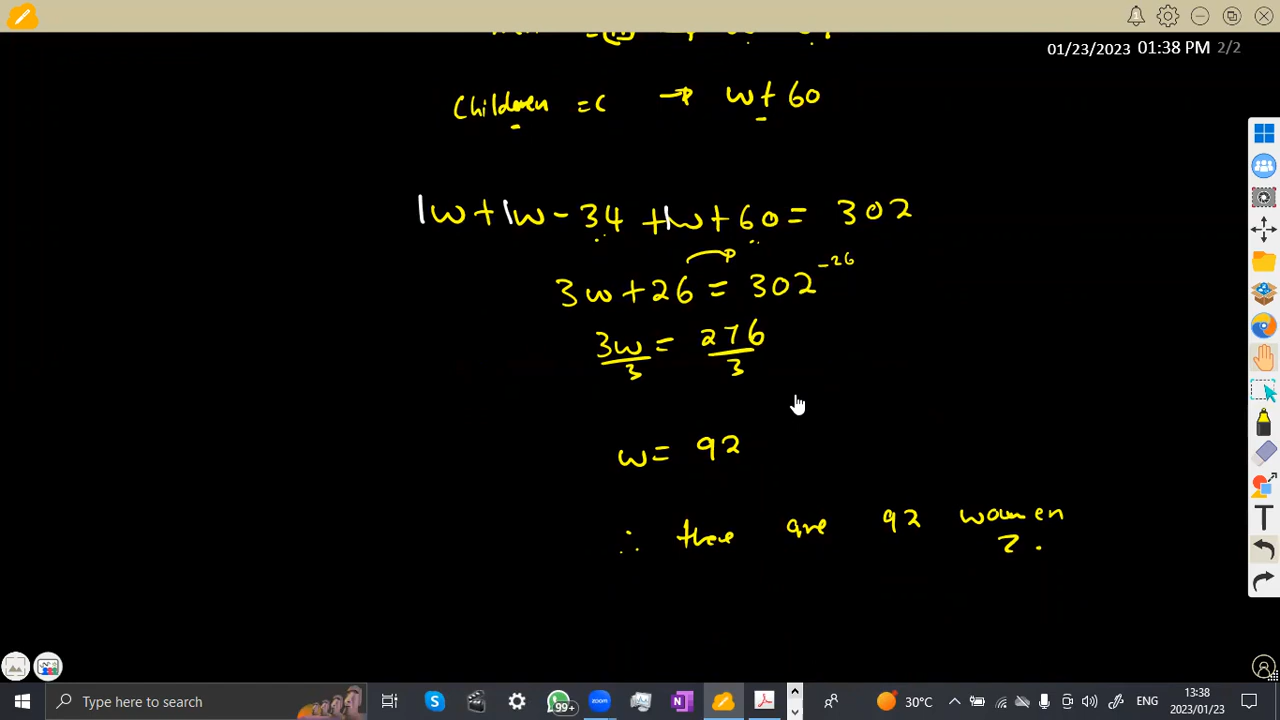 01/23/2023 01:38 PM 2/2
Children = C → w + 60
1w + 1w - 34 + 1w + 60 = 302
3w + 26 = 302 -26
3w/3 = 276/3
w = 92
∴ there are 92 women
Type here to search
99+
30°C
ENG
13:38
2023/01/23